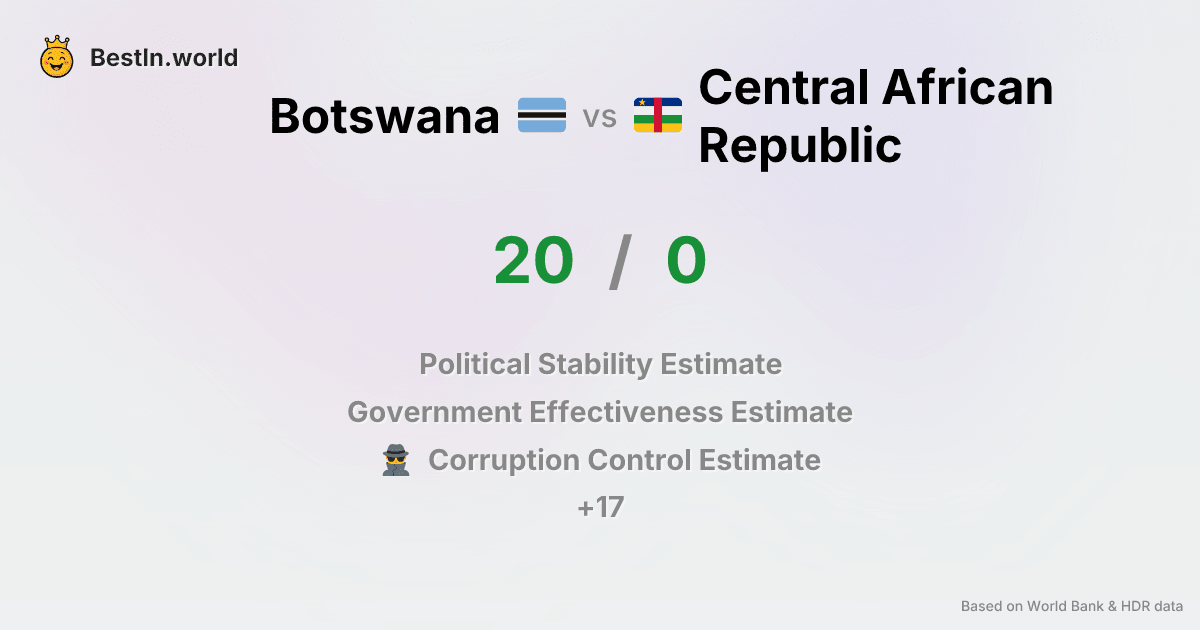 BestIn.world
Botswana vs Central African
Republic
20 / 0
Political Stability Estimate
Government Effectiveness Estimate
Corruption Control Estimate
+17
Based on World Bank & HDR data